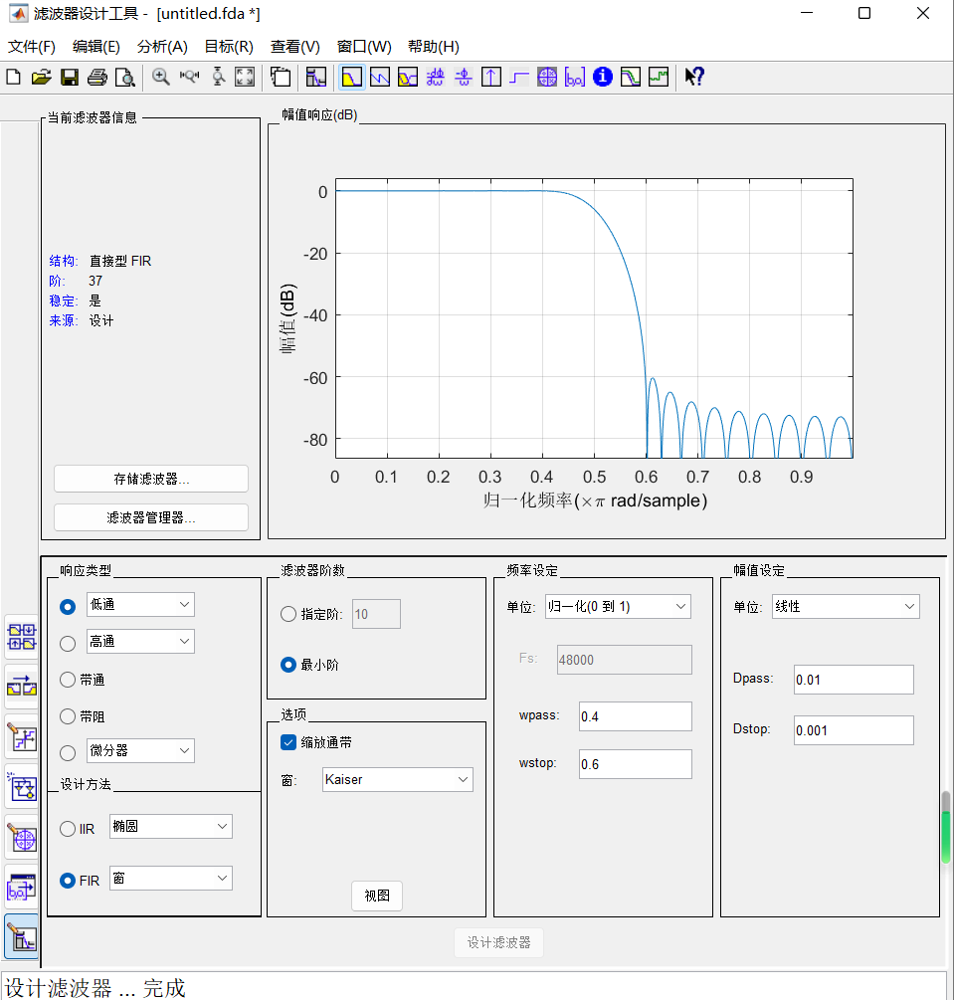 滤波器设计工具 - [untitled.fda *]
文件(F) 编辑(E) 分析(A) 目标(R) 查看(V) 窗口(W) 帮助(H)
当前滤波器信息
结构: 直接型 FIR
阶: 37
稳定: 是
来源: 设计
存储滤波器...
滤波器管理器...
幅值响应(dB)
幅值(dB)
0
-20
-40
-60
-80
0 0.1 0.2 0.3 0.4 0.5 0.6 0.7 0.8 0.9
归一化频率(×π rad/sample)
响应类型
低通
高通
带通
带阻
微分器
设计方法
IIR 椭圆
FIR 窗
滤波器阶数
指定阶: 10
最小阶
选项
缩放通带
窗: Kaiser
视图
频率设定
单位: 归一化(0 到 1)
Fs: 48000
wpass: 0.4
wstop: 0.6
幅值设定
单位: 线性
Dpass: 0.01
Dstop: 0.001
设计滤波器
设计滤波器 ... 完成